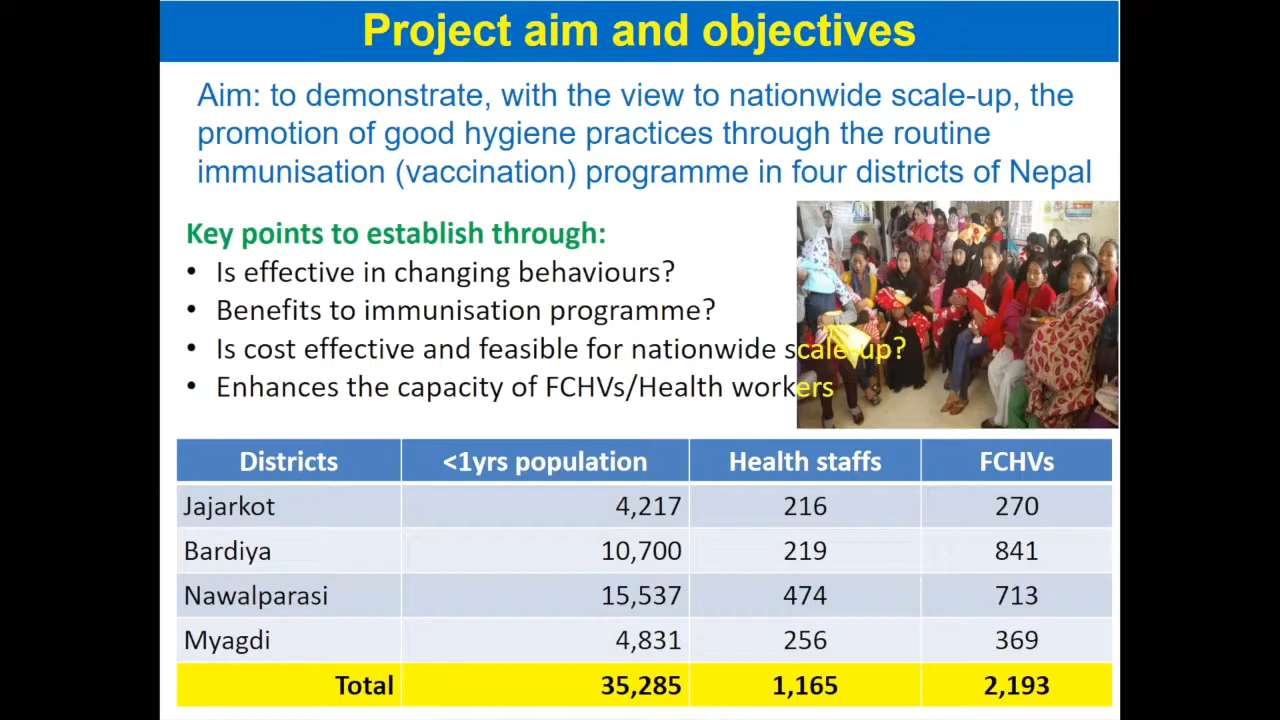 Project aim and objectives
Aim: to demonstrate, with the view to nationwide scale-up, the
promotion of good hygiene practices through the routine
immunisation (vaccination) programme in four districts of Nepal
Key points to establish through:
• Is effective in changing behaviours?
• Benefits to immunisation programme?
• Is cost effective and feasible for nationwide scale-up?
• Enhances the capacity of FCHVs/Health workers
Districts <1yrs population Health staffs FCHVs
Jajarkot 4,217 216 270
Bardiya 10,700 219 841
Nawalparasi 15,537 474 713
Myagdi 4,831 256 369
Total 35,285 1,165 2,193